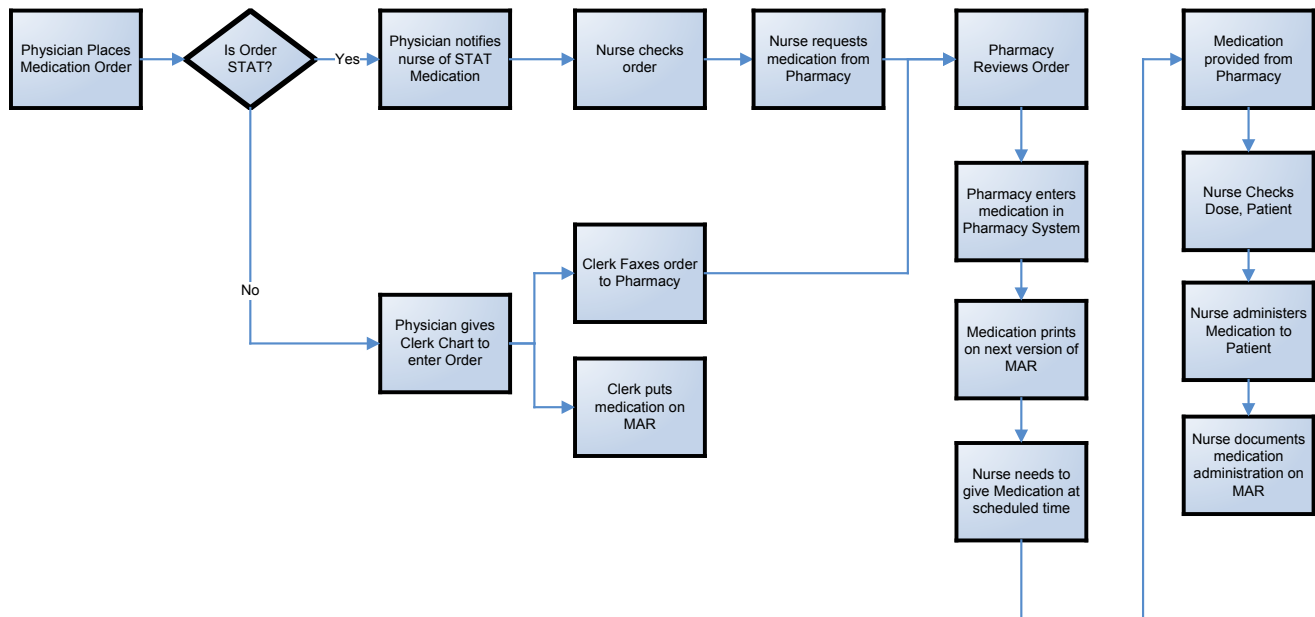 Physician Places
Medication Order
Is Order
STAT?
Yes
Physician notifies
nurse of STAT
Medication
Nurse checks
order
Nurse requests
medication from
Pharmacy
Pharmacy
Reviews Order
Medication
provided from
Pharmacy
Pharmacy enters
medication in
Pharmacy System
Nurse Checks
Dose, Patient
No
Clerk Faxes order
to Pharmacy
Physician gives
Clerk Chart to
enter Order
Clerk puts
medication on
MAR
Medication prints
on next version of
MAR
Nurse administers
Medication to
Patient
Nurse needs to
give Medication at
scheduled time
Nurse documents
medication
administration on
MAR